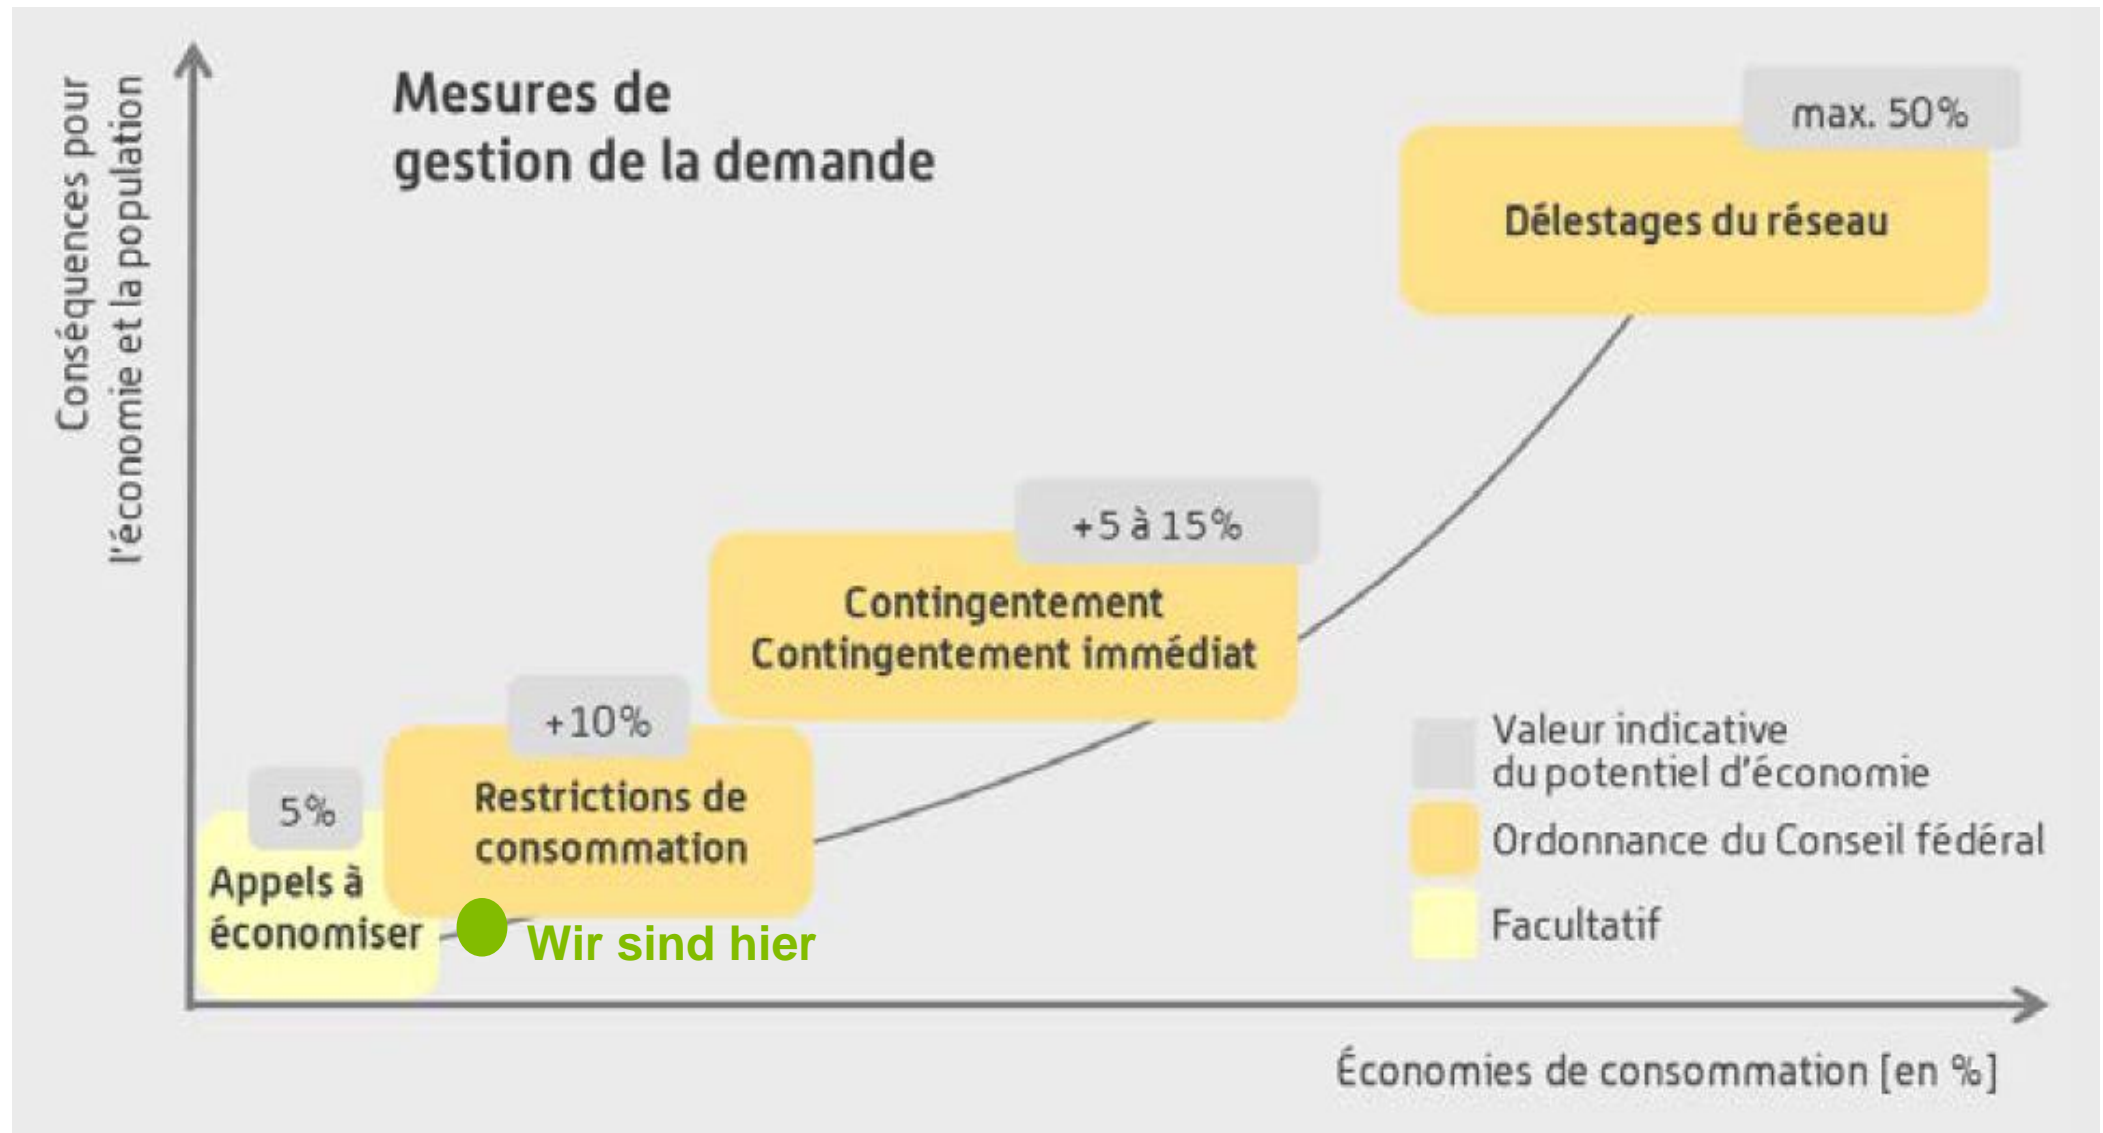 Conséquences pour
l'économie et la population
Mesures de
gestion de la demande
max. 50%
Délestages du réseau
+5 à 15%
Contingentement
Contingentement immédiat
+10%
Restrictions de
consommation
5%
Appels à
économiser
Wir sind hier
Valeur indicative
du potentiel d'économie
Ordonnance du Conseil fédéral
Facultatif
Économies de consommation [en %]